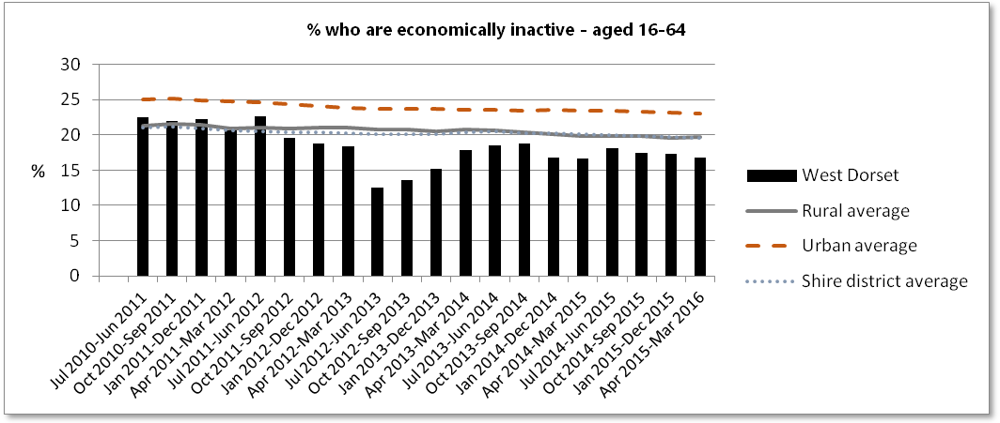 % who are economically inactive - aged 16-64
30
25
20
15
10
5
0
%
Jul 2010-Jun 2011
Oct 2010-Sep 2011
Jan 2011-Dec 2011
Apr 2011-Mar 2012
Jul 2011-Jun 2012
Oct 2011-Sep 2012
Jan 2012-Dec 2012
Apr 2012-Mar 2013
Jul 2012-Jun 2013
Oct 2012-Sep 2013
Jan 2013-Dec 2013
Apr 2013-Mar 2014
Jul 2013-Jun 2014
Oct 2013-Sep 2014
Jan 2014-Dec 2014
Apr 2014-Mar 2015
Jul 2014-Jun 2015
Oct 2014-Sep 2015
Jan 2015-Dec 2015
Apr 2015-Mar 2016
West Dorset
Rural average
Urban average
Shire district average